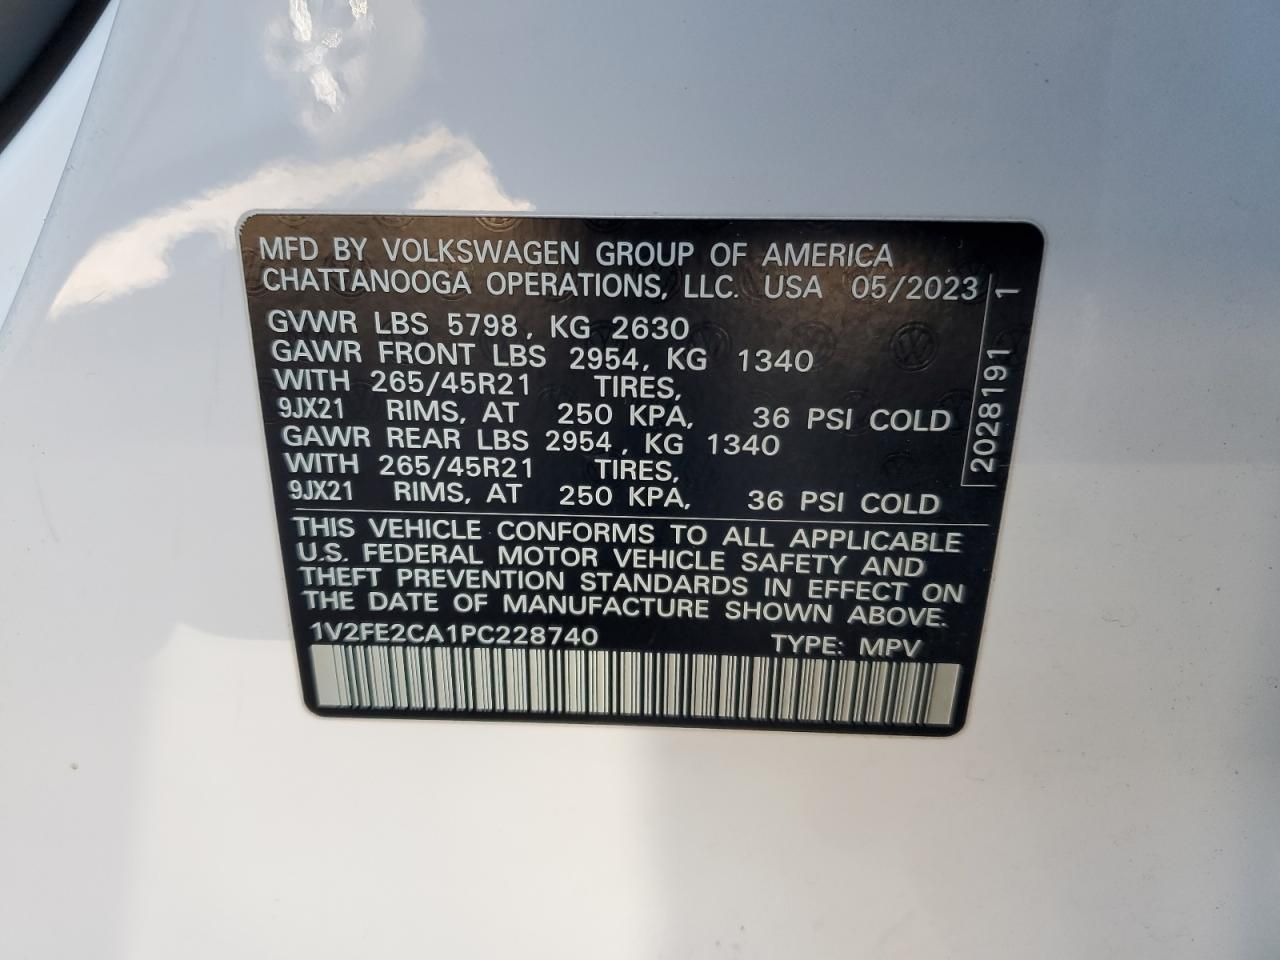 MFD BY VOLKSWAGEN GROUP OF AMERICA
CHATTANOOGA OPERATIONS, LLC. USA 05/2023
GVWR LBS 5798, KG 2630
GAWR FRONT LBS 2954, KG 1340
WITH 265/45R21 TIRES,
9JX21 RIMS, AT 250 KPA, 36 PSI COLD
GAWR REAR LBS 2954, KG 1340
WITH 265/45R21 TIRES,
9JX21 RIMS, AT 250 KPA, 36 PSI COLD
THIS VEHICLE CONFORMS TO ALL APPLICABLE
U.S. FEDERAL MOTOR VEHICLE SAFETY AND
THEFT PREVENTION STANDARDS IN EFFECT ON
THE DATE OF MANUFACTURE SHOWN ABOVE.
1V2FE2CA1PC228740 TYPE: MPV
2028191 1